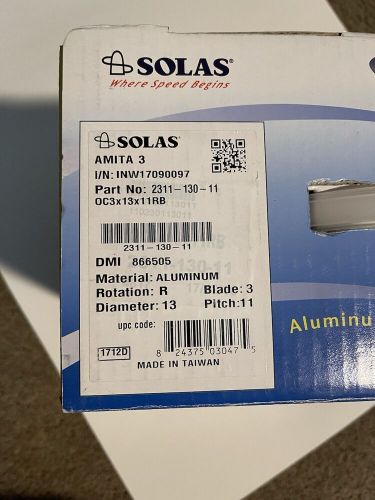 SOLAS®
Where Speed Begins
SOLAS®
AMITA 3
I/N: INW17090097
Part No: 2311-130-11
OC3x13x11RB
2311-130-11
DMI 366505
Material: ALUMINUM
Rotation: R Blade: 3
Diameter: 13 Pitch: 11
upc code:
8 24375 03047 5
1712D
MADE IN TAIWAN
Aluminu